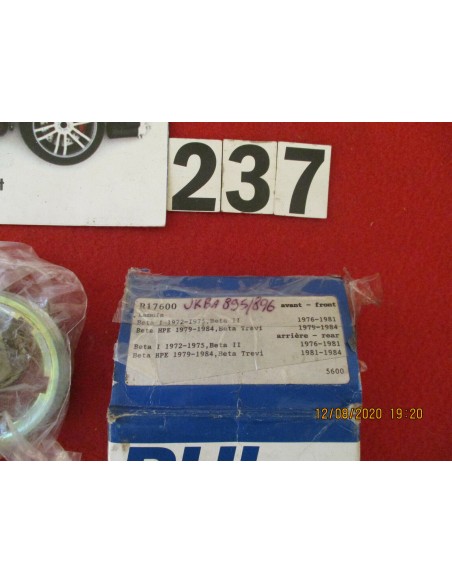 t
237
R17600 VKBA 895/896 avant - front
Lancia
Beta I 1972-1975, Beta II 1976-1981
Beta HPE 1979-1984, Beta Trevi 1979-1984
arrière - rear
Beta I 1972-1975, Beta II 1976-1981
Beta HPE 1979-1984, Beta Trevi 1981-1984
5600
12/08/2020 19:20